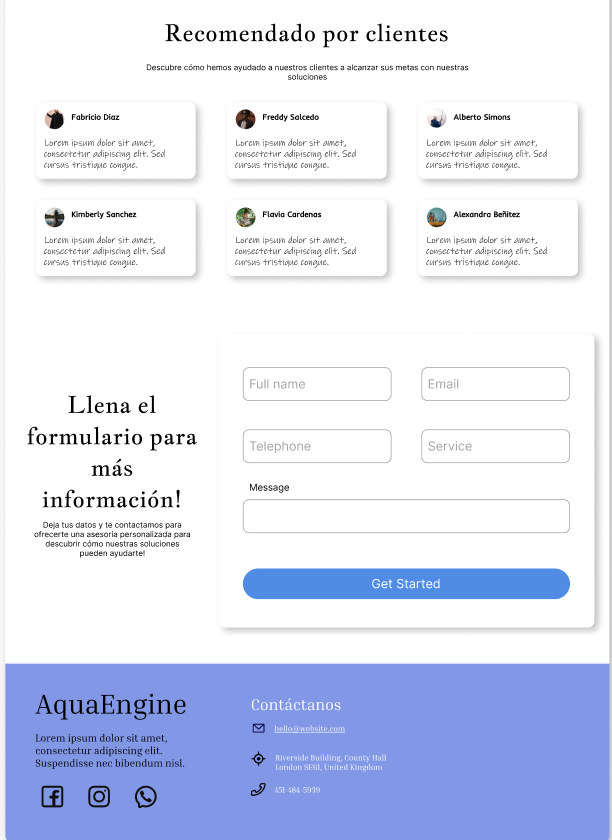 Recomendado por clientes
Descubre cómo hemos ayudado a nuestros clientes a alcanzar sus metas con nuestras
soluciones
Fabricio Diaz
Lorem ipsum dolor sit amet,
consectetur adipiscing elit. Sed
cursus tristique congue.
Freddy Salcedo
Lorem ipsum dolor sit amet,
consectetur adipiscing elit. Sed
cursus tristique congue.
Alberto Simons
Lorem ipsum dolor sit amet,
consectetur adipiscing elit. Sed
cursus tristique congue.
Kimberly Sanchez
Lorem ipsum dolor sit amet,
consectetur adipiscing elit. Sed
cursus tristique congue.
Flavia Cardenas
Lorem ipsum dolor sit amet,
consectetur adipiscing elit. Sed
cursus tristique congue.
Alexandra Beñitez
Lorem ipsum dolor sit amet,
consectetur adipiscing elit. Sed
cursus tristique congue.
Llena el
formulario para
más
información!
Deja tus datos y te contactamos para
ofrecerte una asesoría personalizada para
descubrir cómo nuestras soluciones
pueden ayudarte!
Full name
Email
Telephone
Service
Message
Get Started
AquaEngine
Lorem ipsum dolor sit amet,
consectetur adipiscing elit.
Suspendisse nec bibendum nisl.
Contáctanos
hello@website.com
Riverside Building, County Hall
London SE61, United Kingdom
451-484-5939